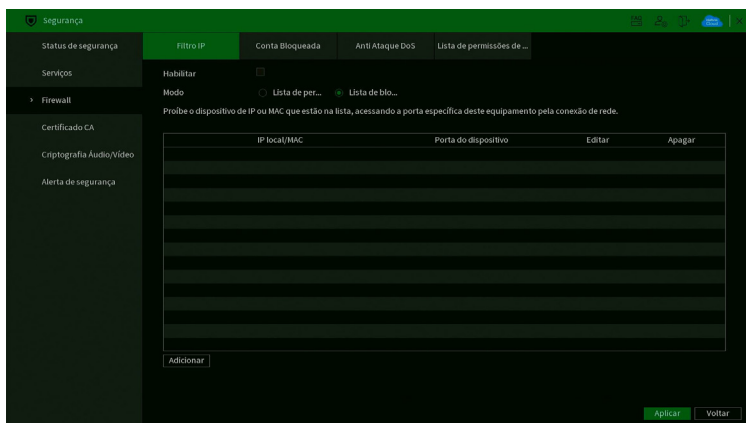 Segurança
Status de segurança
Serviços
Firewall
Certificado CA
Criptografia Áudio/Vídeo
Alerta de segurança
Filtro IP
Conta Bloqueada
Anti Ataque DoS
Lista de permissões de ...
Habilitar
Modo
Lista de per...
Lista de blo...
Proíbe o dispositivo de IP ou MAC que estão na lista, acessando a porta específica deste equipamento pela conexão de rede.
IP local/MAC
Porta do dispositivo
Editar
Apagar
Adicionar
Aplicar
Voltar